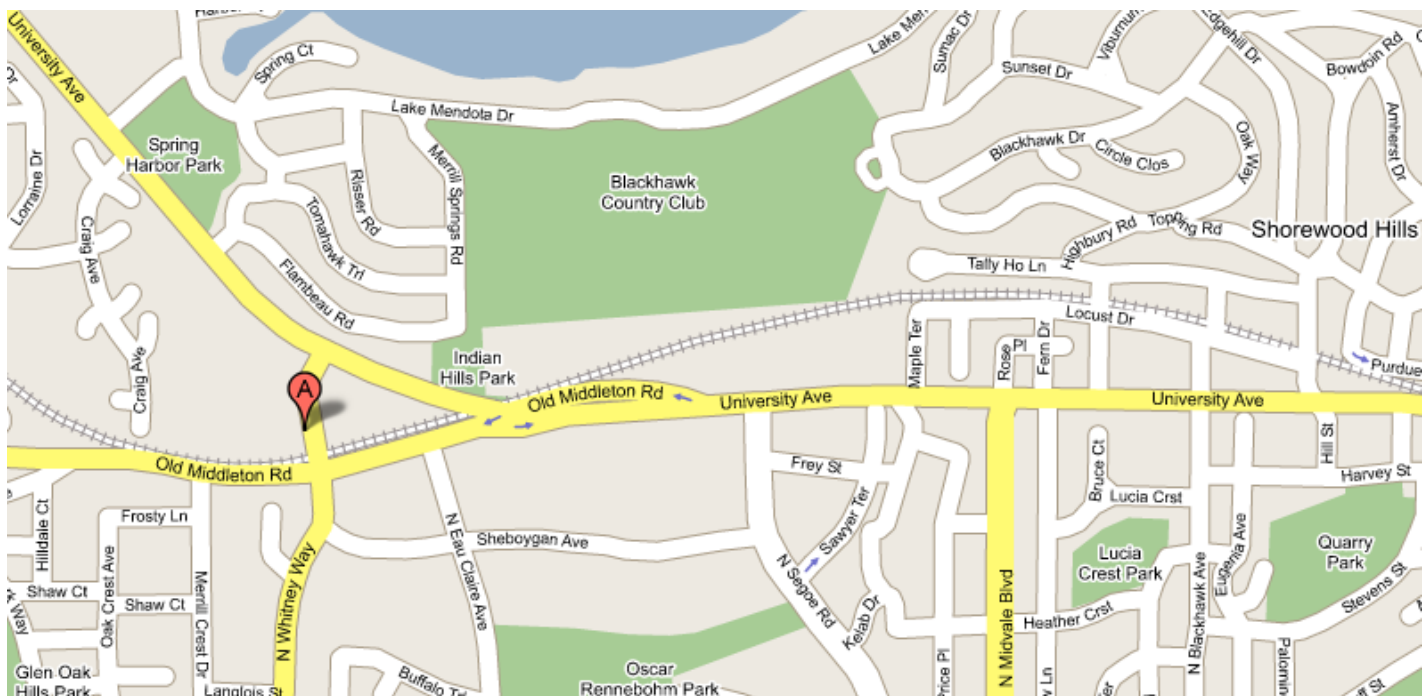 University Ave
Spring Ct
Lake Mendota Dr
Lake Men
Sumac Dr
Viburnum
Edgehill Dr
Sunset Dr
Bowdoin Rd
Amherst Dr
Dr
Lorraine Dr
Spring
Harbor Park
Merrill Springs Rd
Risser Rd
Tomahawk Trl
Flambeau Rd
Craig Ave
Craig Ave
Blackhawk
Country Club
Blackhawk Dr
Circle Clos
Oak Way
Highbury Rd
Topping Rd
Shorewood Hills
Tally Ho Ln
Locust Dr
Maple Ter
Rose Pl
Fern Dr
Purdue
Indian
Hills Park
A
Old Middleton Rd
University Ave
University Ave
Old Middleton Rd
Hill St
Harvey St
Frey St
Bruce Ct
Lucia Crst
Sawyer Ter
Frosty Ln
Hilldale Ct
Oak Crest Ave
Shaw Ct
Shaw Ct
Merrill Crest Dr
N Whitney Way
N Eau Claire Ave
Sheboygan Ave
N Segoe Rd
Kelab Dr
N Midvale Blvd
Lucia
Crest Park
Heather Crst
N Blackhawk Ave
Eugenia Ave
Quarry
Park
Stevens St
Way
Glen Oak
Hills Park
Langlois St
Buffalo Trl
Oscar
Rennebohm Park
Price Pl
y Ln
Palomin
St